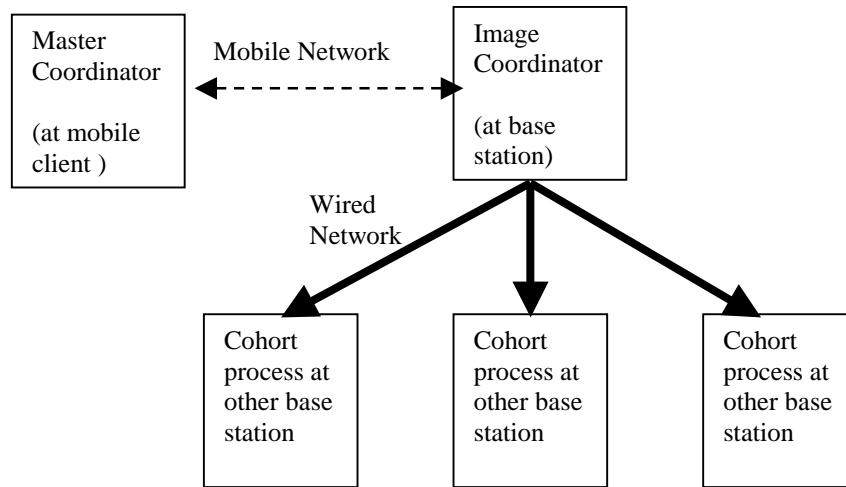 Master
Coordinator
(at mobile
client )
Mobile Network
Image
Coordinator
(at base
station)
Wired
Network
Cohort
process at
other base
station
Cohort
process at
other base
station
Cohort
process at
other base
station